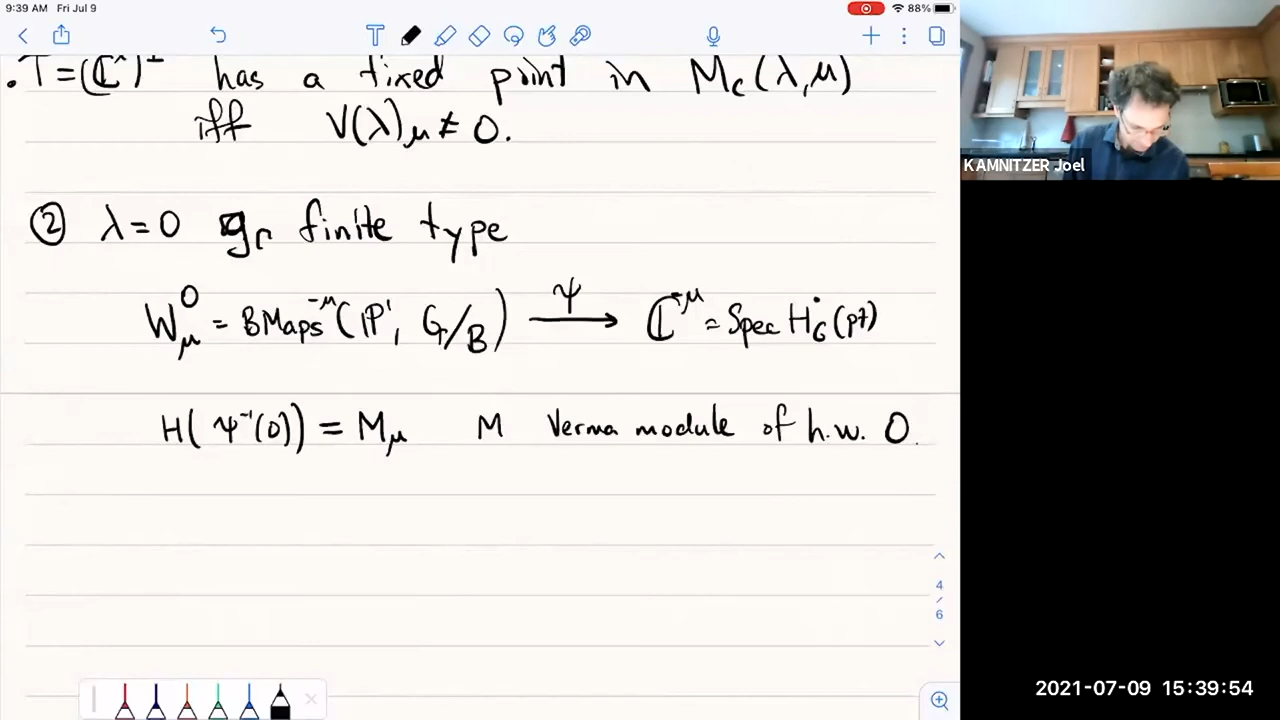 9:39 AM Fri Jul 9
88%
. T = (ℂ^×)^I has a fixed point in M_C(λ,μ)
iff V(λ)_μ ≠ 0.
KAMNITZER Joel
② λ=0 g_Γ finite type
W^0_μ = BMaps^{-μ}(ℙ^1, G/B) —Ψ→ ℂ^{-μ} = Spec H^•_G(pt)
H(Ψ^{-1}(0)) = M_μ M Verma module of h.w. 0.
4
/
6
2021-07-09 15:39:54